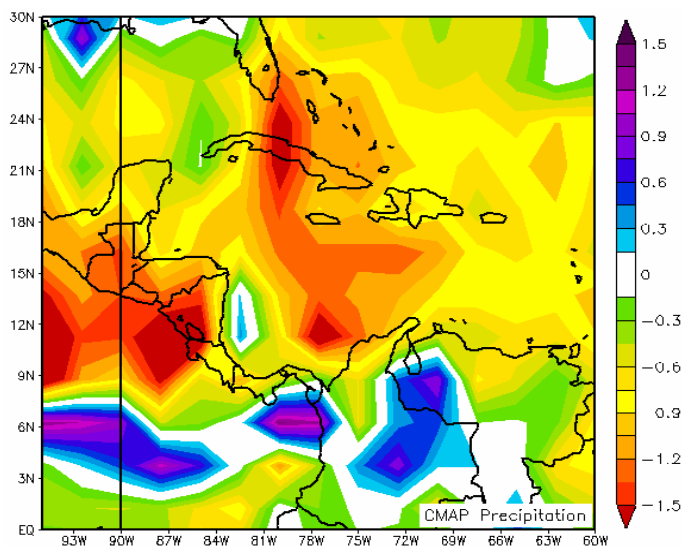 30N
27N
24N
21N
18N
15N
12N
9N
6N
3N
EQ
93W 90W 87W 84W 81W 78W 75W 72W 69W 66W 63W 60W
CMAP Precipitation
1.5
1.2
0.9
0.6
0.3
0
-0.3
-0.6
-0.9
-1.2
-1.5